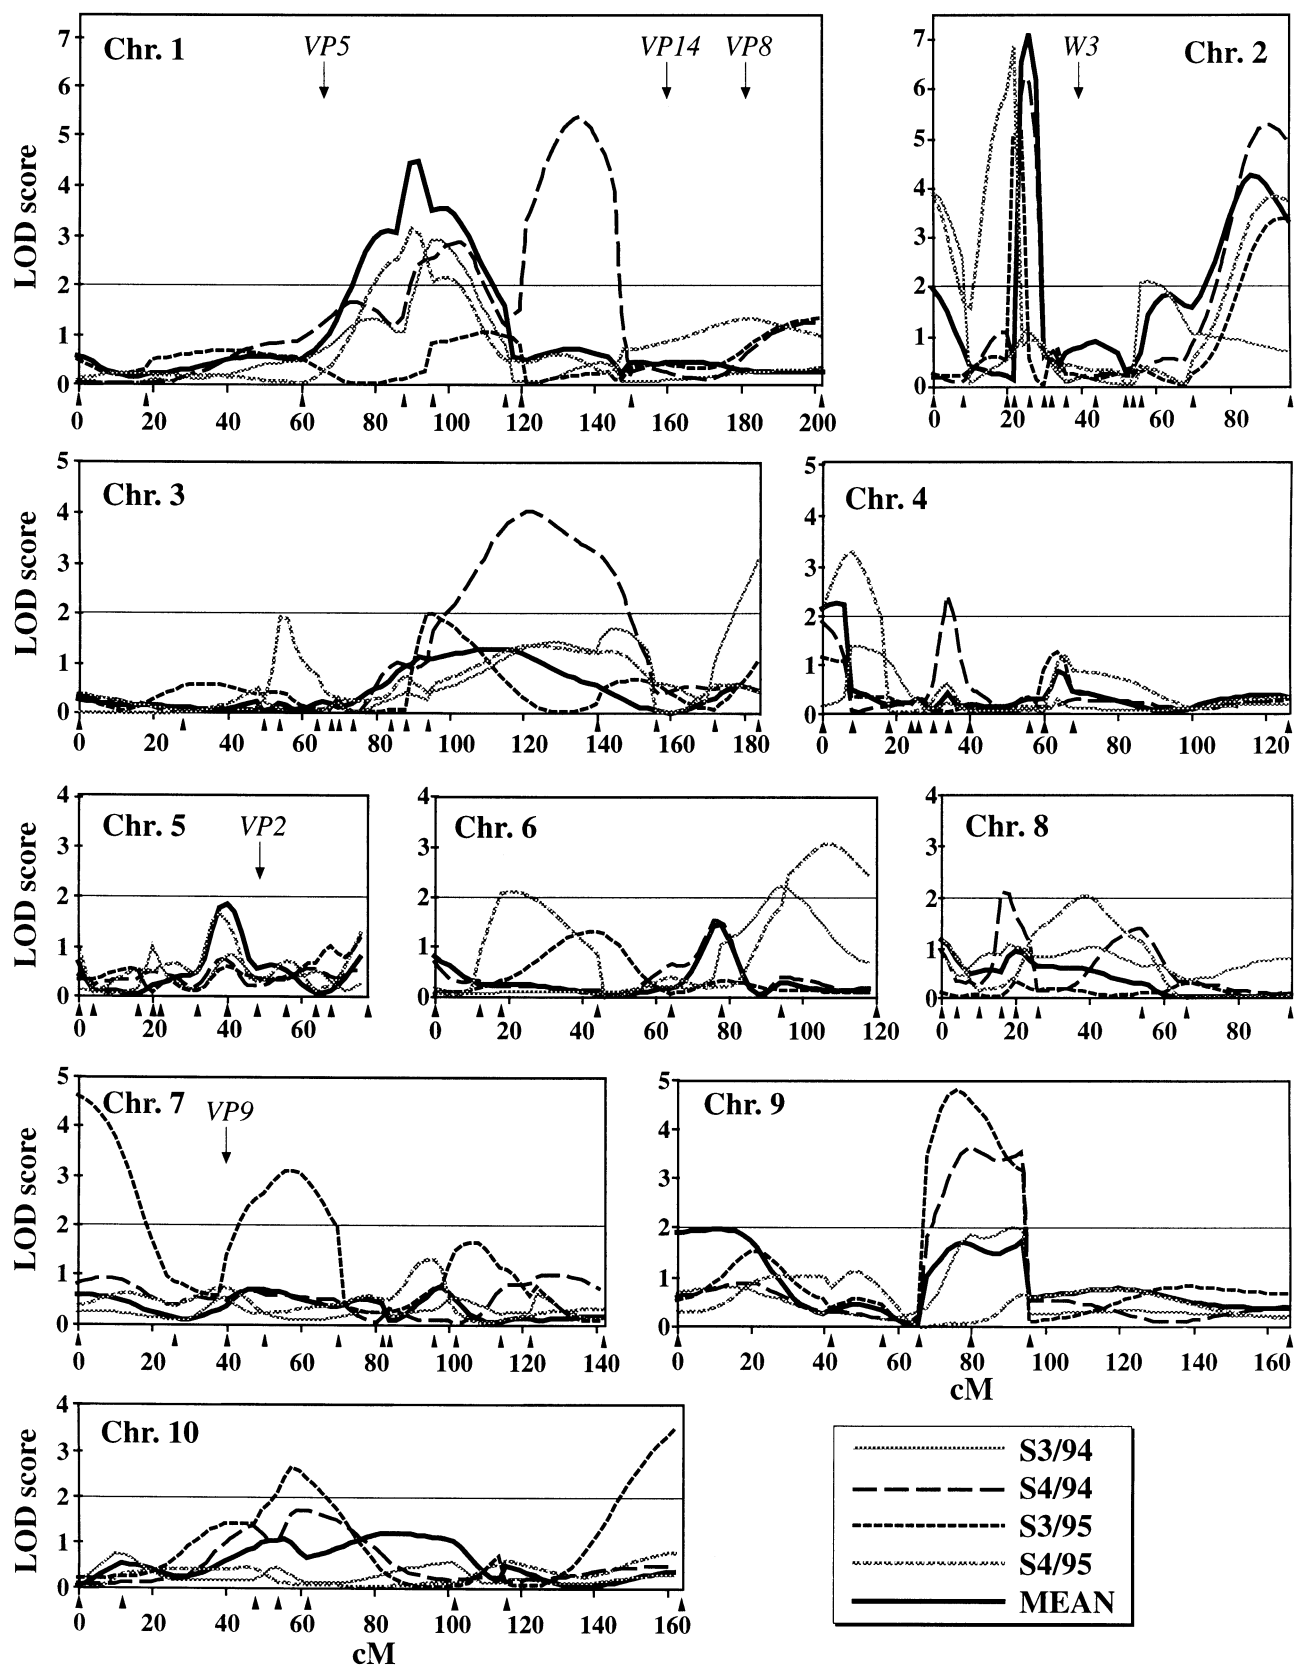 Chr. 1
VP5
VP14
VP8
LOD score
7
6
5
4
3
2
1
0
0 20 40 60 80 100 120 140 160 180 200
Chr. 2
W3
7
6
5
4
3
2
1
0
0 20 40 60 80
Chr. 3
LOD score
5
4
3
2
1
0
0 20 40 60 80 100 120 140 160 180
Chr. 4
5
4
3
2
1
0
0 20 40 60 80 100 120
Chr. 5
VP2
LOD score
4
3
2
1
0
0 20 40 60
Chr. 6
4
3
2
1
0
0 20 40 60 80 100 120
Chr. 8
4
3
2
1
0
0 20 40 60 80
Chr. 7
VP9
LOD score
5
4
3
2
1
0
0 20 40 60 80 100 120 140
Chr. 9
5
4
3
2
1
0
0 20 40 60 80 100 120 140 160
cM
Chr. 10
LOD score
4
3
2
1
0
0 20 40 60 80 100 120 140 160
cM
S3/94
S4/94
S3/95
S4/95
MEAN